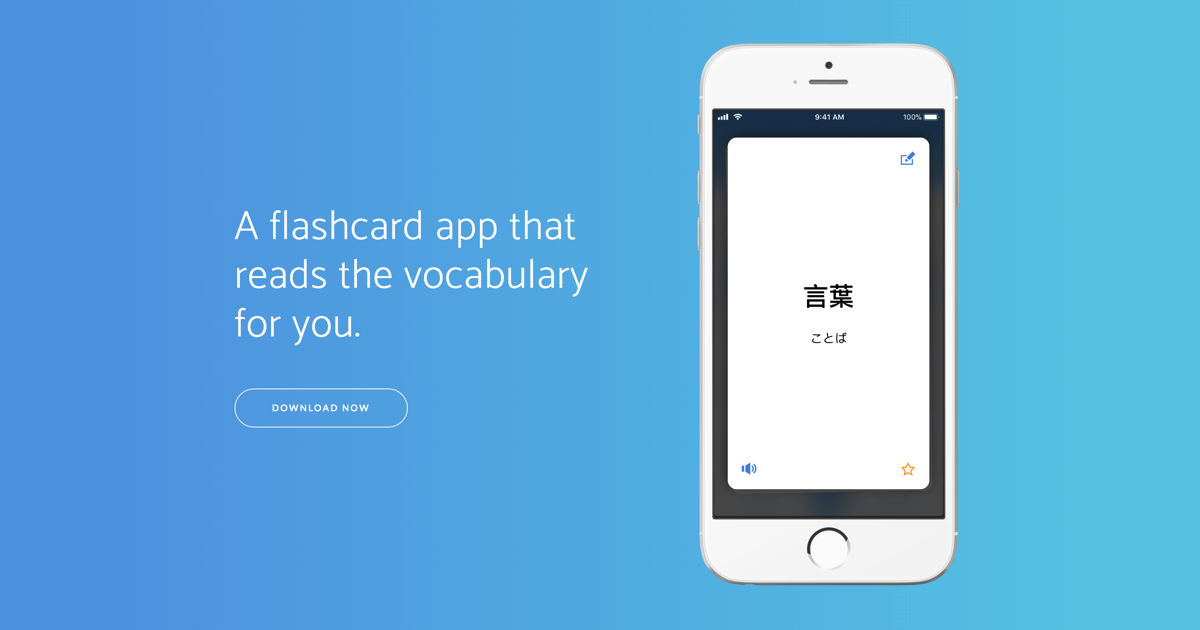 A flashcard app that
reads the vocabulary
for you.
DOWNLOAD NOW
9:41 AM
100%
言葉
ことば